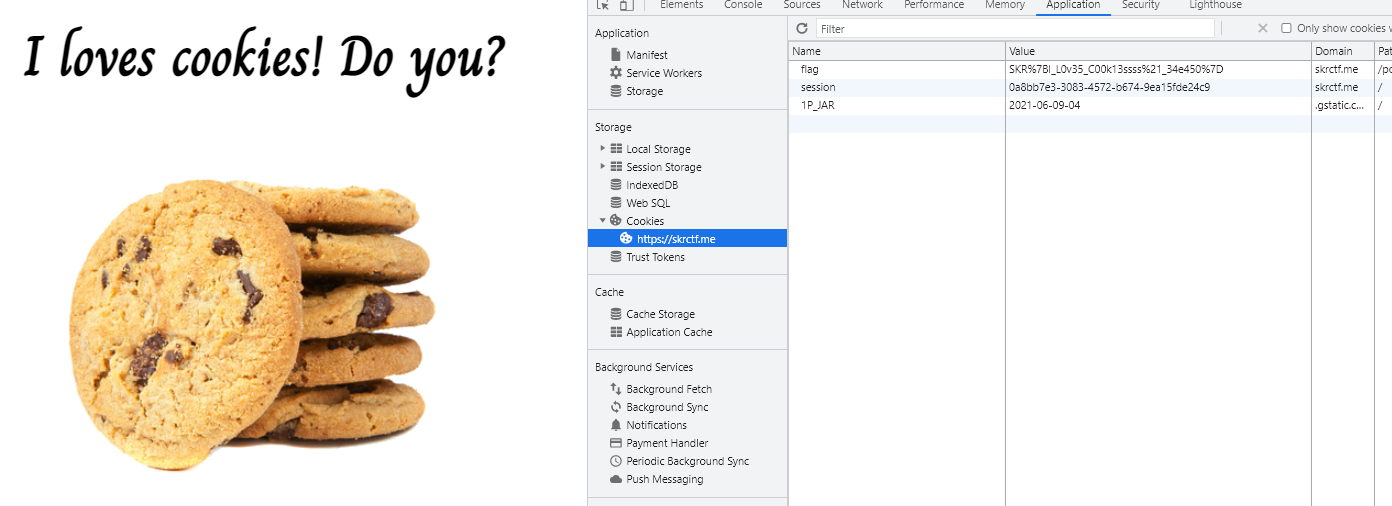 I loves cookies! Do you?
Elements Console Sources Network Performance Memory Application Security Lighthouse
Application
Manifest
Service Workers
Storage
Storage
Local Storage
Session Storage
IndexedDB
Web SQL
Cookies
https://skrctf.me
Trust Tokens
Cache
Cache Storage
Application Cache
Background Services
Background Fetch
Background Sync
Notifications
Payment Handler
Periodic Background Sync
Push Messaging
Filter Only show cookies
Name Value Domain
flag SKR%7BI_L0v35_C00k13ssss%21_34e450%7D skrctf.me
session 0a8bb7e3-3083-4572-b674-9ea15fde24c9 skrctf.me /
1P_JAR 2021-06-09-04 .gstatic.c... /